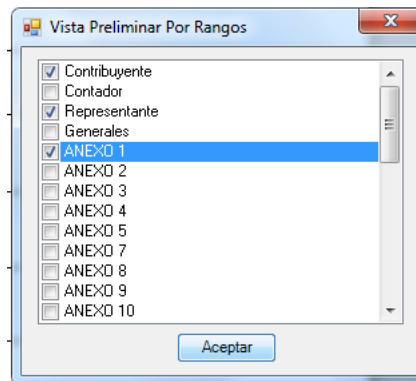 Vista Preliminar Por Rangos
Contribuyente
Contador
Representante
Generales
ANEXO 1
ANEXO 2
ANEXO 3
ANEXO 4
ANEXO 5
ANEXO 7
ANEXO 8
ANEXO 9
ANEXO 10
Aceptar